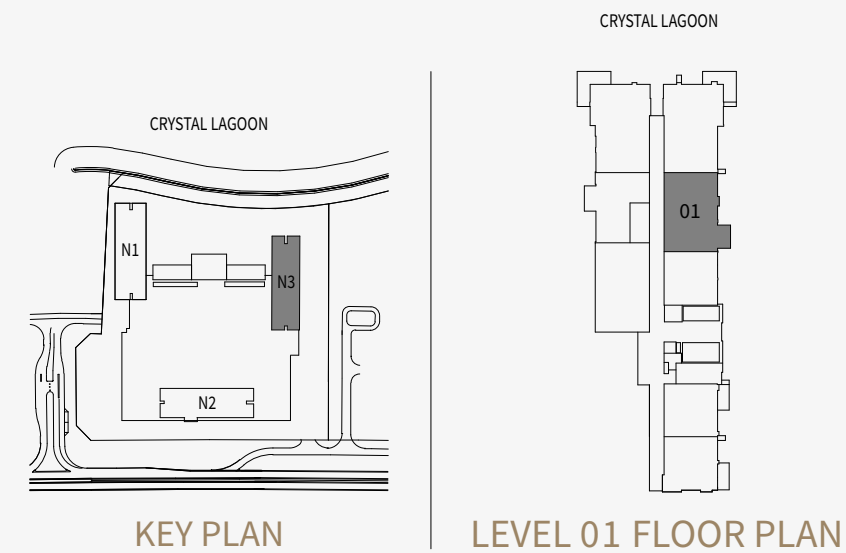 CRYSTAL LAGOON
N1
N3
N2
KEY PLAN
CRYSTAL LAGOON
01
LEVEL 01 FLOOR PLAN